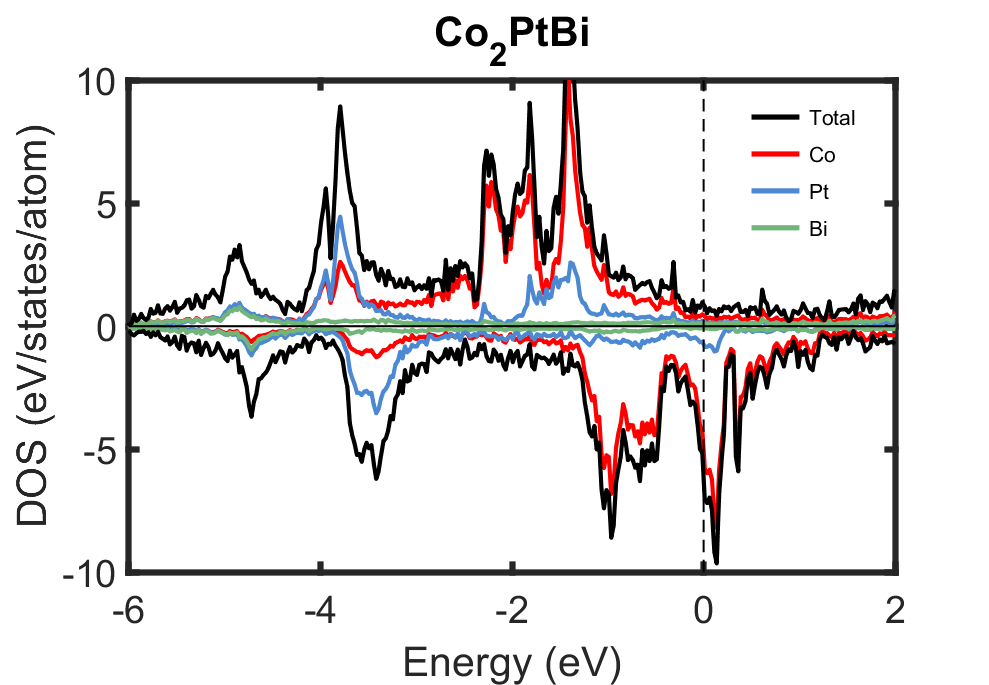 Co₂PtBi
DOS (eV/states/atom)
10
5
0
-5
-10
Total
Co
Pt
Bi
-6 -4 -2 0 2
Energy (eV)